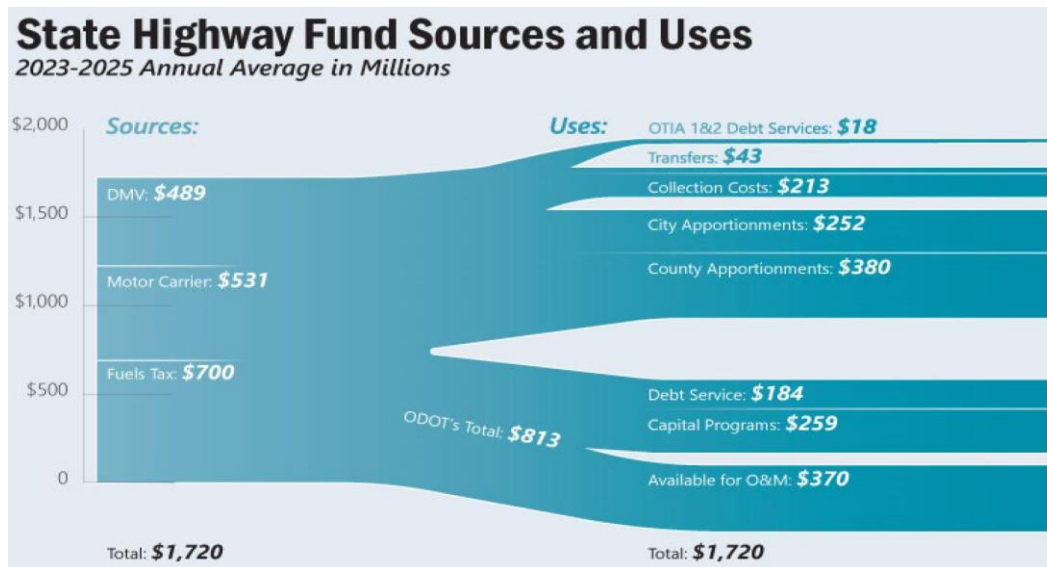 State Highway Fund Sources and Uses
2023-2025 Annual Average in Millions
$2,000
$1,500
$1,000
$500
0
Sources:
DMV: $489
Motor Carrier: $531
Fuels Tax: $700
Total: $1,720
ODOT's Total: $813
Uses:
OTIA 1&2 Debt Services: $18
Transfers: $43
Collection Costs: $213
City Apportionments: $252
County Apportionments: $380
Debt Service: $184
Capital Programs: $259
Available for O&M: $370
Total: $1,720